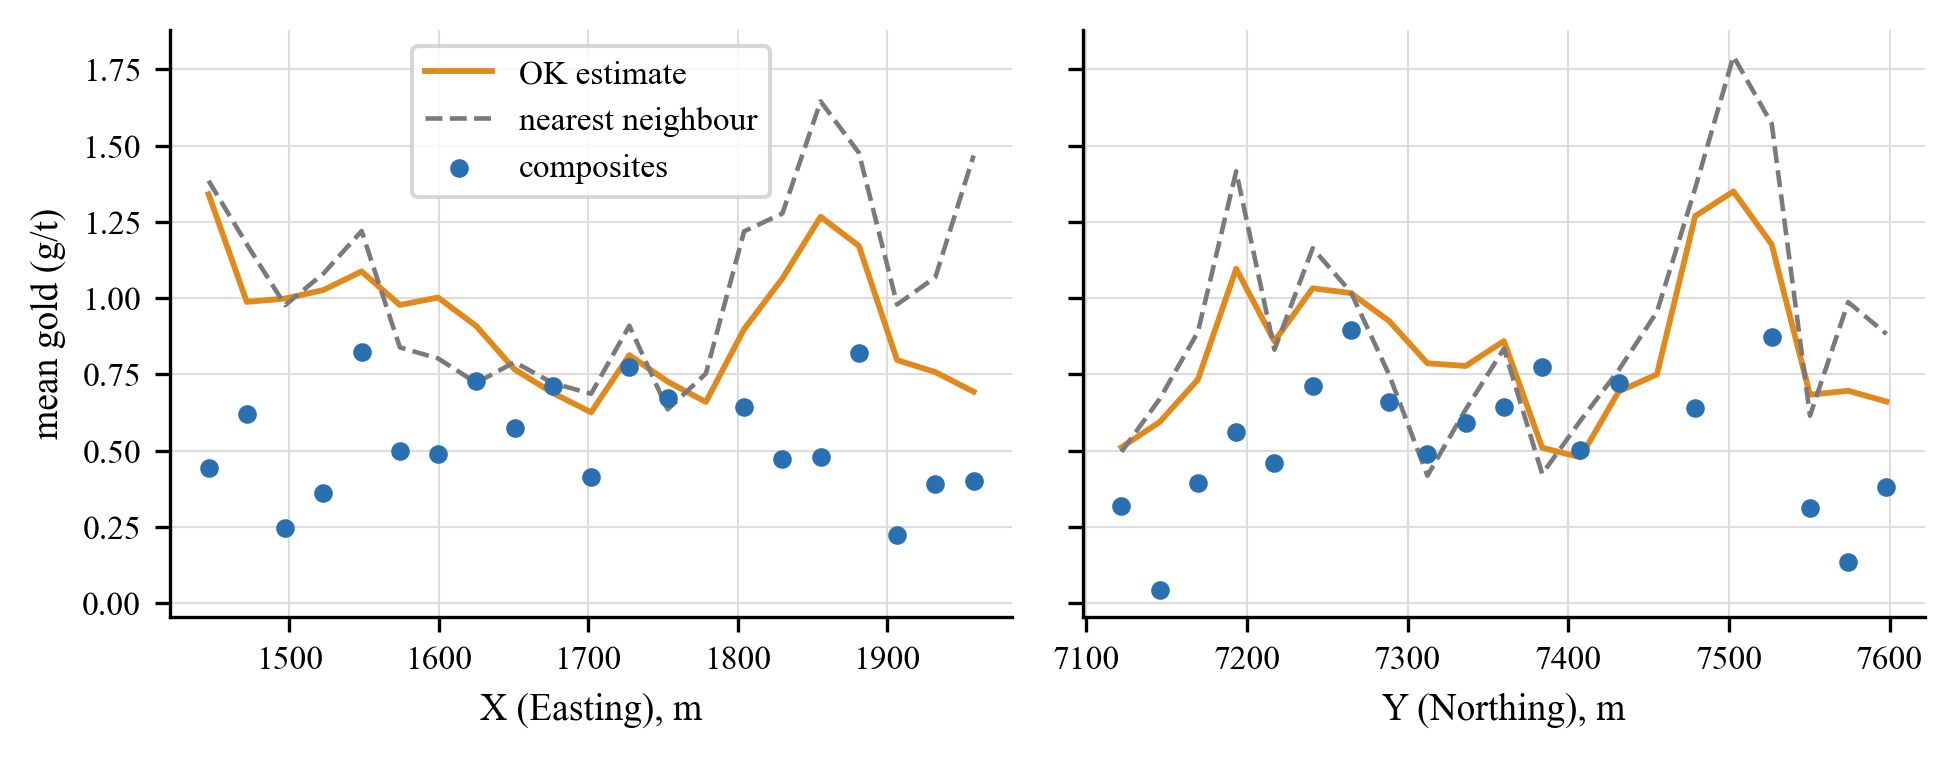 OK estimate
nearest neighbour
composites
mean gold (g/t)
1.75
1.50
1.25
1.00
0.75
0.50
0.25
0.00
1500 1600 1700 1800 1900
X (Easting), m
7100 7200 7300 7400 7500 7600
Y (Northing), m